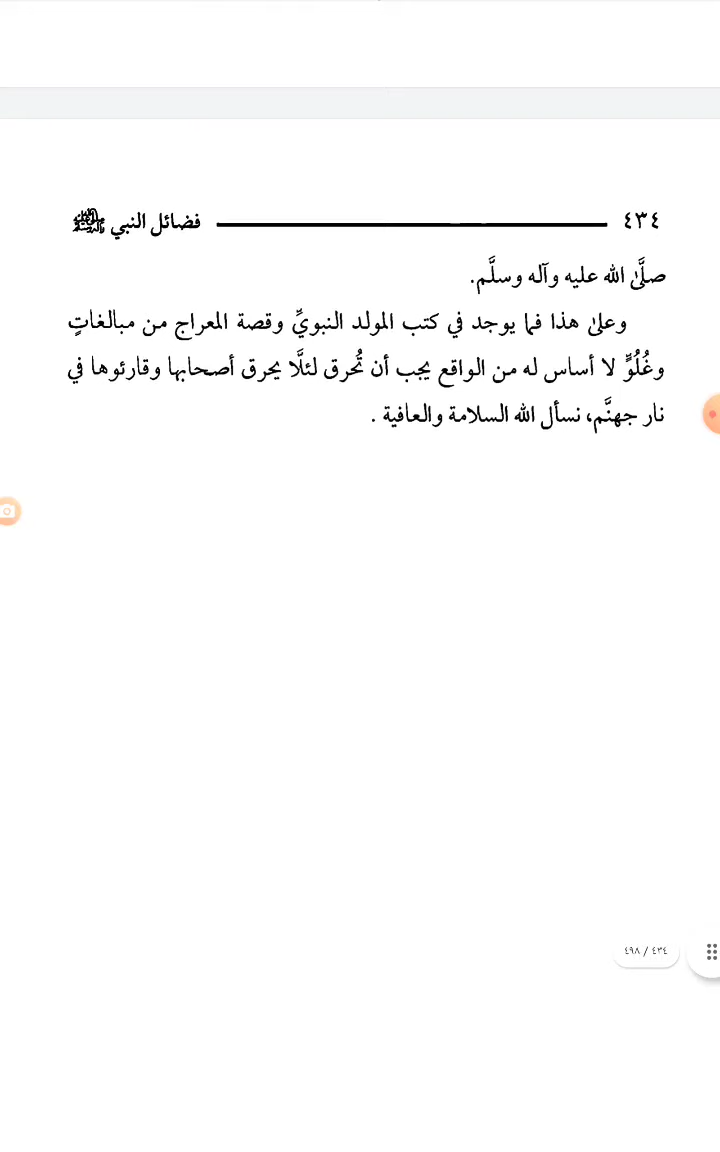 ٤٣٤ فضائل النبي ﷺ
صلَّىٰ الله عليه وآله وسلَّم.
وعلىٰ هذا فما يوجد في كتب المولد النبويِّ وقصة المعراج من مبالغاتٍ
وغُلُوٍّ لا أساس له من الواقع يجب أن تُحرق لئلَّا يحرق أصحابها وقارئوها في
نار جهنَّم، نسأل الله السلامة والعافية .
٤٣٤ / ٤٩٨